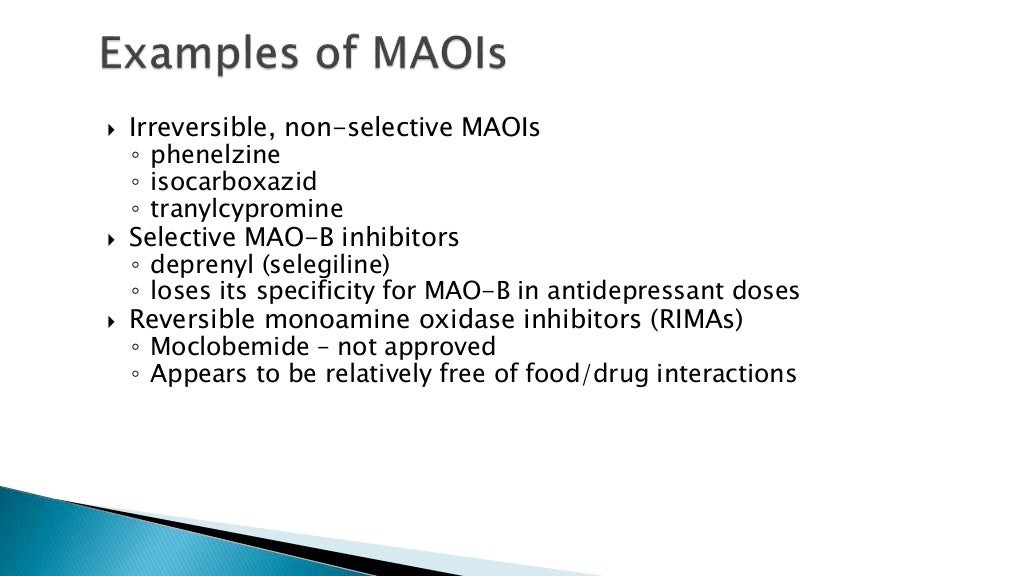 Examples of MAOIs
Irreversible, non-selective MAOIs
phenelzine
isocarboxazid
tranylcypromine
Selective MAO-B inhibitors
deprenyl (selegiline)
loses its specificity for MAO-B in antidepressant doses
Reversible monoamine oxidase inhibitors (RIMAs)
Moclobemide – not approved
Appears to be relatively free of food/drug interactions